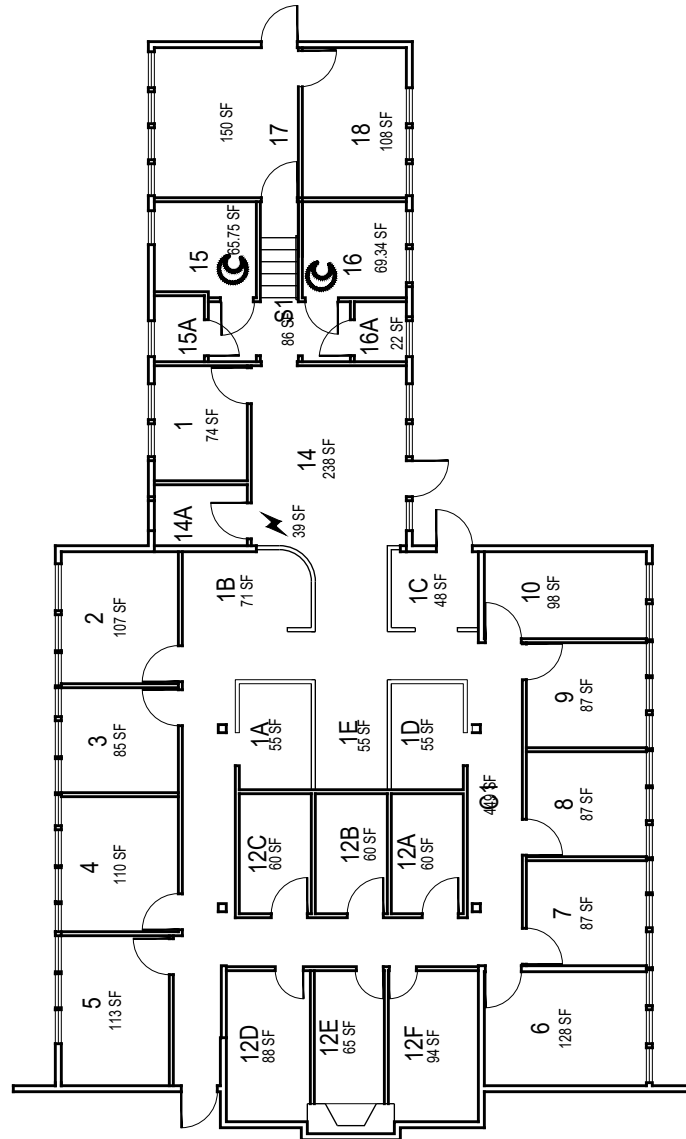 17
150 SF
18
108 SF
15
65.75 SF
16
69.34 SF
S1
86 SF
15A
16A
22 SF
1
74 SF
14
238 SF
14A
39 SF
2
107 SF
1B
71 SF
1C
48 SF
10
98 SF
3
85 SF
1A
55 SF
1E
55 SF
1D
55 SF
9
87 SF
4
110 SF
12C
60 SF
12B
60 SF
12A
60 SF
C1
8
87 SF
7
87 SF
5
113 SF
12D
88 SF
12E
65 SF
12F
94 SF
6
128 SF